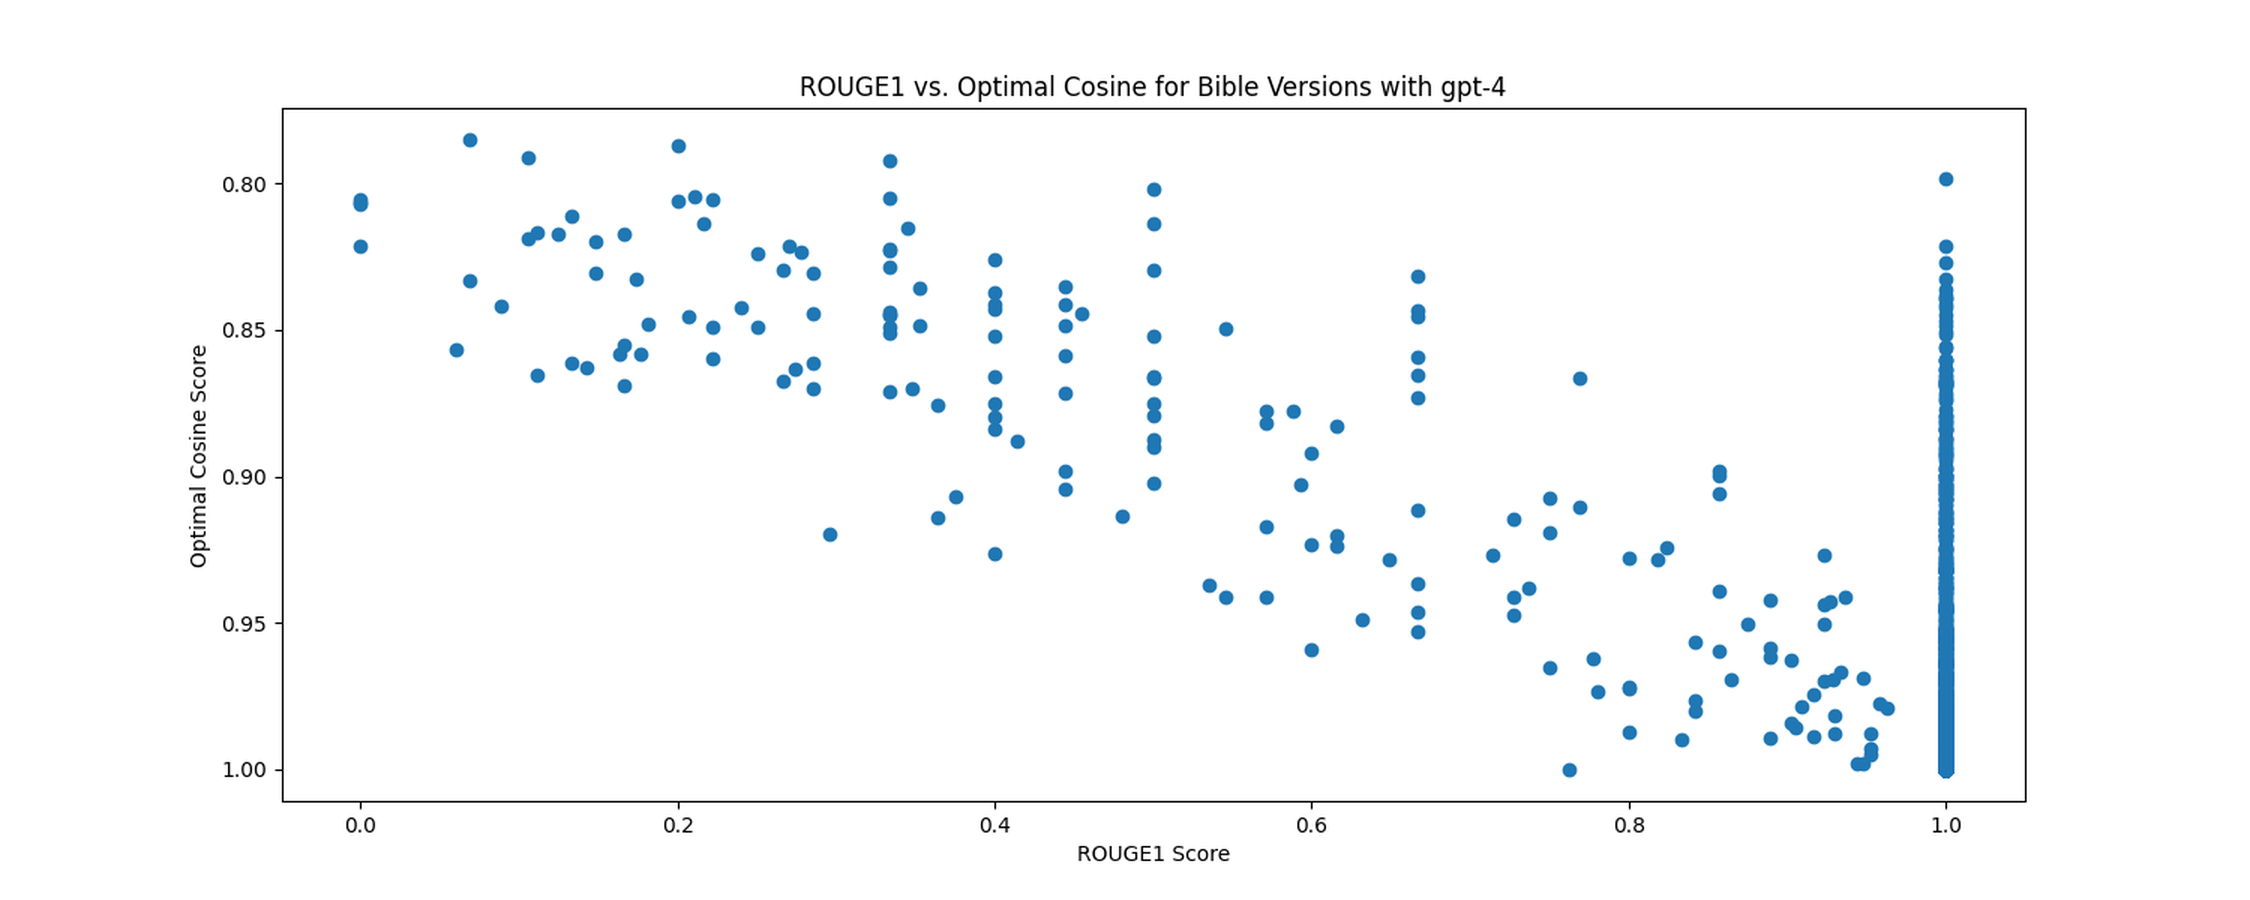 ROUGE1 vs. Optimal Cosine for Bible Versions with gpt-4
Optimal Cosine Score
0.80
0.85
0.90
0.95
1.00
0.0 0.2 0.4 0.6 0.8 1.0
ROUGE1 Score